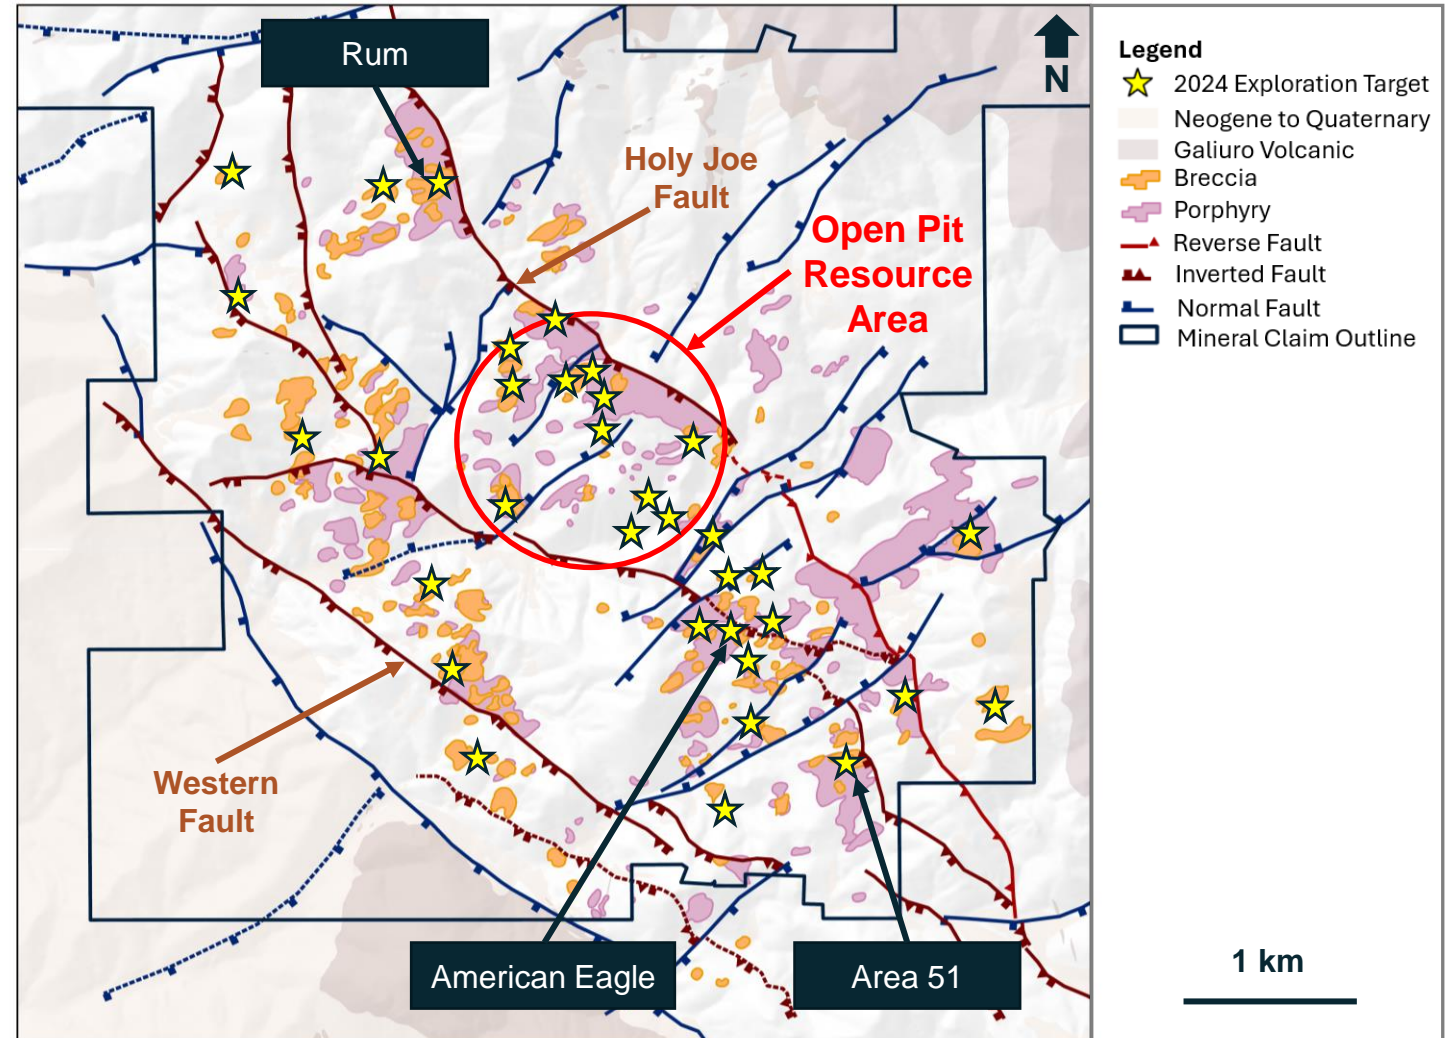 Rum
Holy Joe
Fault
Open Pit
Resource
Area
Western
Fault
American Eagle
Area 51
N
Legend
2024 Exploration Target
Neogene to Quaternary
Galiuro Volcanic
Breccia
Porphyry
Reverse Fault
Inverted Fault
Normal Fault
Mineral Claim Outline
1 km